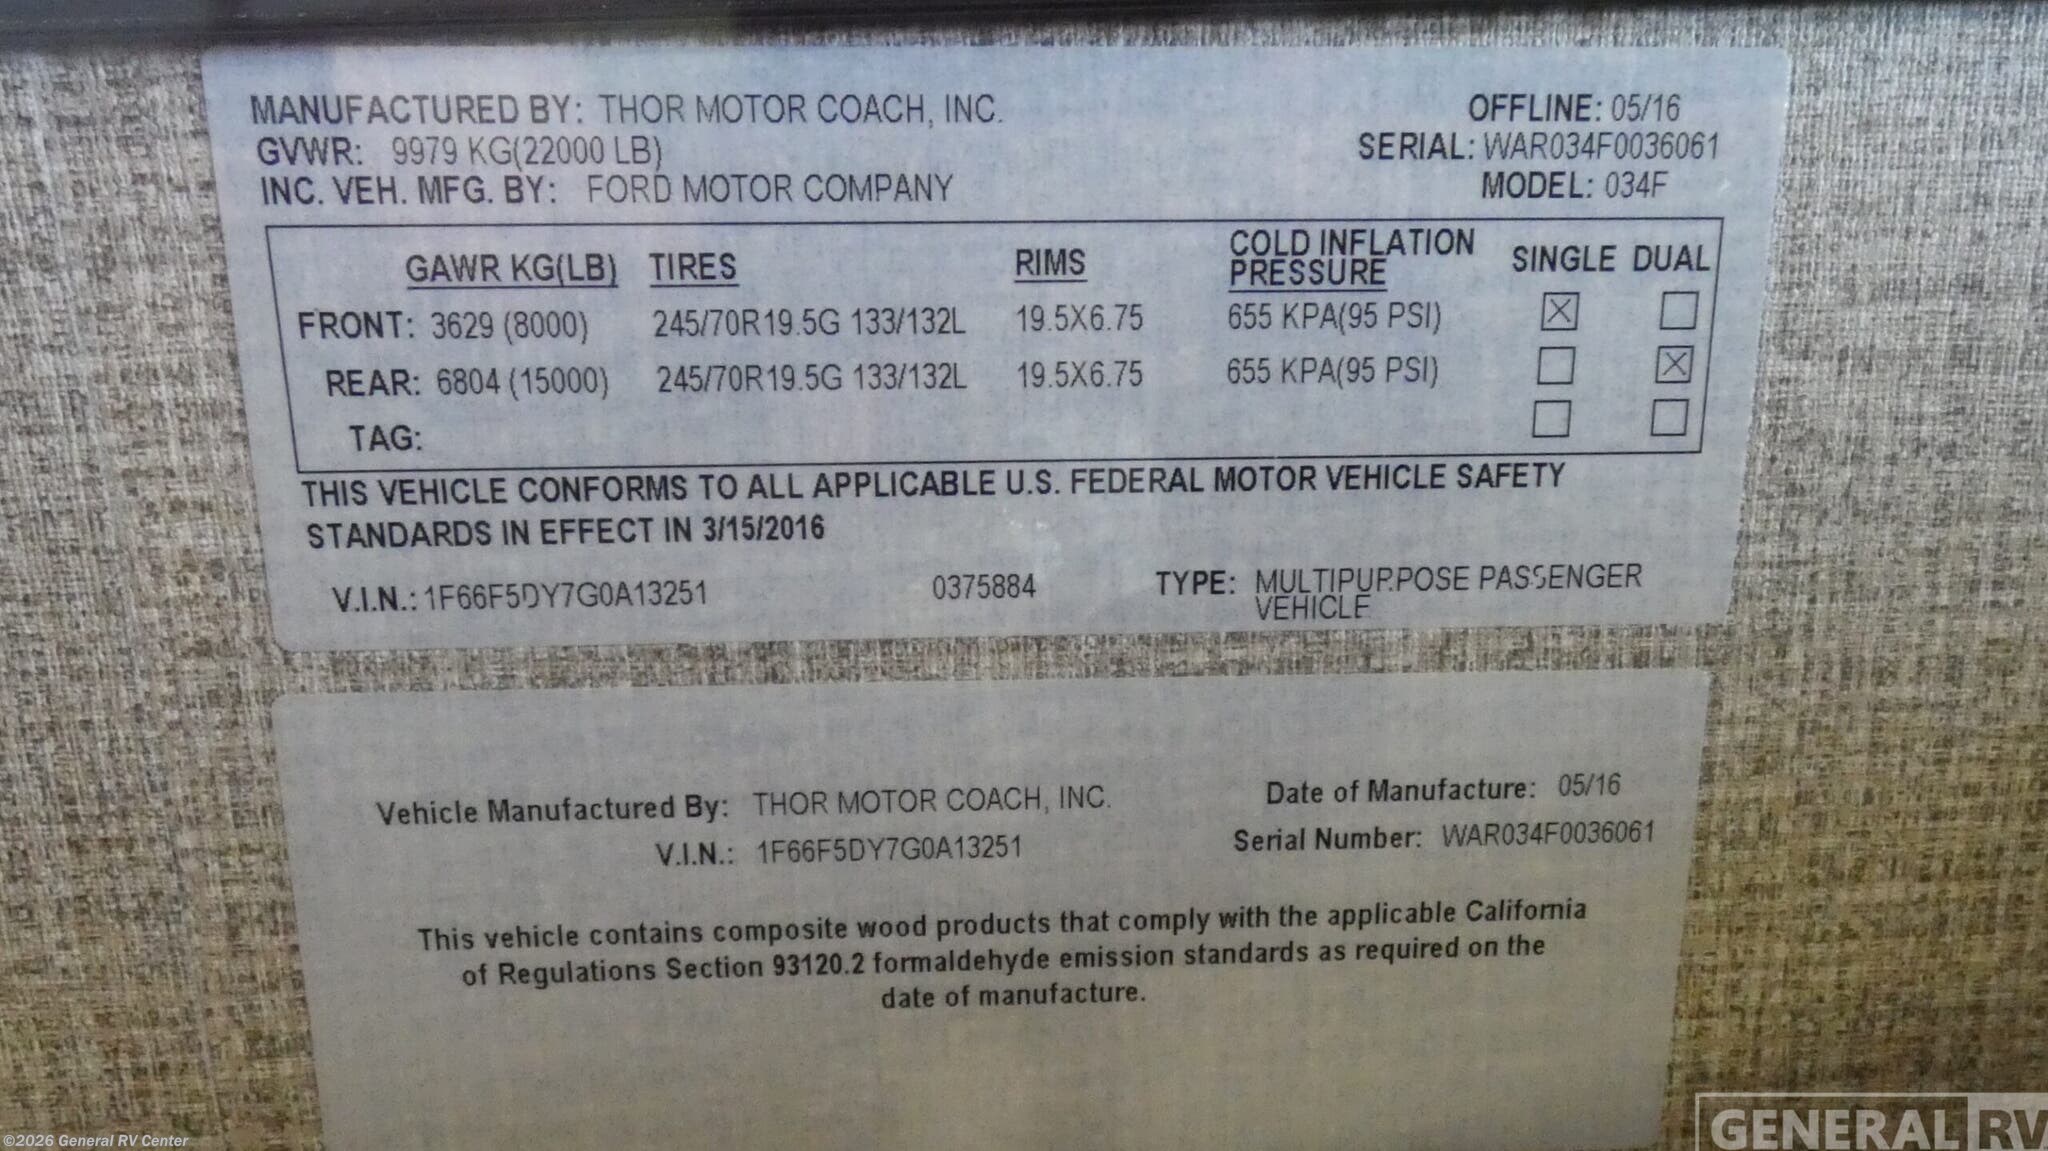 MANUFACTURED BY: THOR MOTOR COACH, INC.
OFFLINE: 05/16
GVWR: 9979 KG(22000 LB)
SERIAL: WAR034F0036061
INC. VEH. MFG. BY: FORD MOTOR COMPANY
MODEL: 034F
GAWR KG(LB) TIRES RIMS COLD INFLATION PRESSURE SINGLE DUAL
FRONT: 3629 (8000) 245/70R19.5G 133/132L 19.5X6.75 655 KPA(95 PSI) ☒ ☐
REAR: 6804 (15000) 245/70R19.5G 133/132L 19.5X6.75 655 KPA(95 PSI) ☐ ☒
TAG: ☐ ☐
THIS VEHICLE CONFORMS TO ALL APPLICABLE U.S. FEDERAL MOTOR VEHICLE SAFETY
STANDARDS IN EFFECT IN 3/15/2016
V.I.N.: 1F66F5DY7G0A13251 0375884 TYPE: MULTIPURPOSE PASSENGER
VEHICLE
Vehicle Manufactured By: THOR MOTOR COACH, INC. Date of Manufacture: 05/16
V.I.N.: 1F66F5DY7G0A13251 Serial Number: WAR034F0036061
This vehicle contains composite wood products that comply with the applicable California
of Regulations Section 93120.2 formaldehyde emission standards as required on the
date of manufacture.
©2026 General RV Center
GENERAL RV